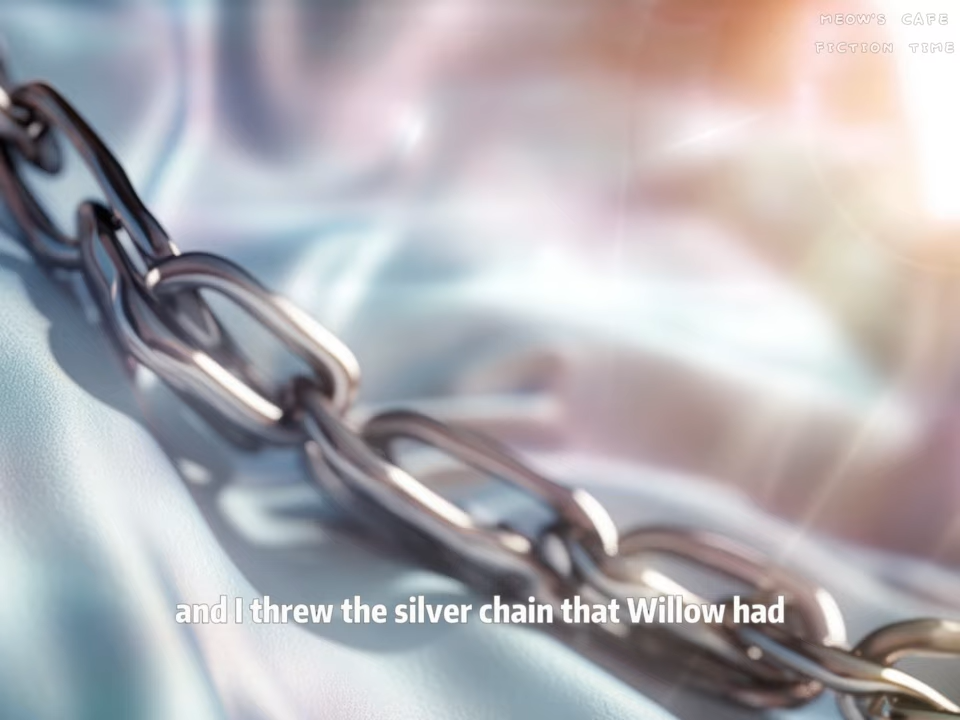 MEOW'S CAFE
FICTION TIME
and I threw the silver chain that Willow had